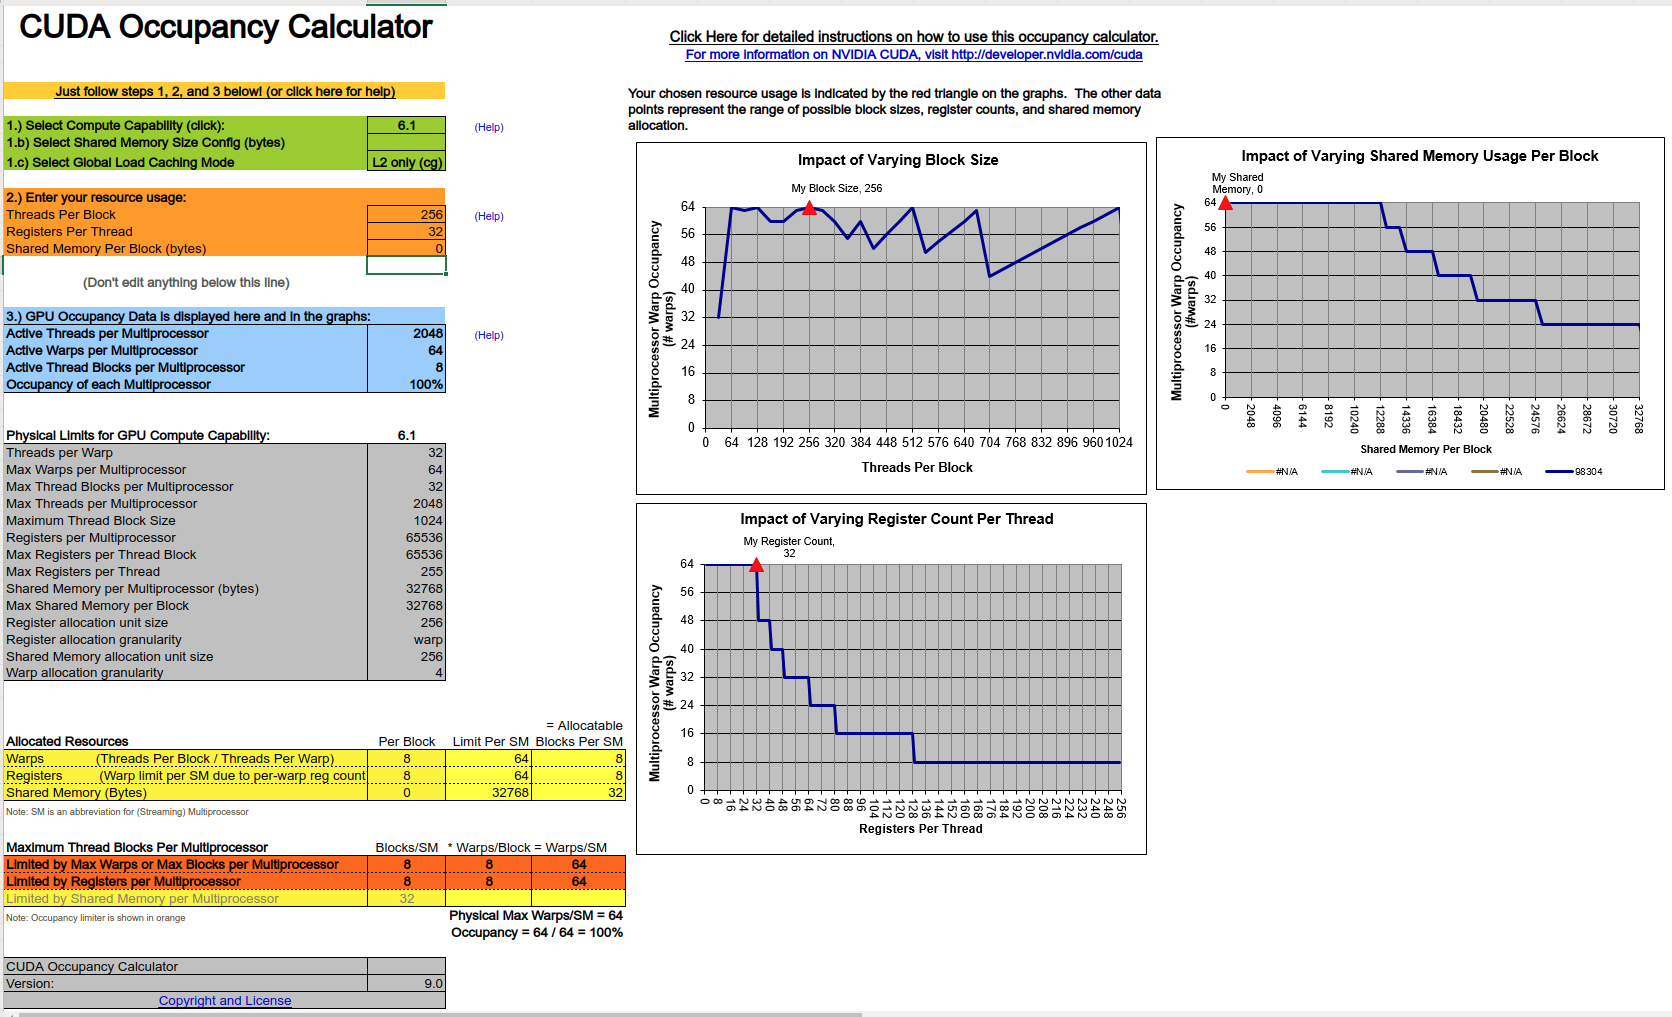 CUDA Occupancy Calculator
Click Here for detailed instructions on how to use this occupancy calculator.
For more information on NVIDIA CUDA, visit http://developer.nvidia.com/cuda
Just follow steps 1, 2, and 3 below! (or click here for help)
Your chosen resource usage is indicated by the red triangle on the graphs. The other data
points represent the range of possible block sizes, register counts, and shared memory
allocation.
1.) Select Compute Capability (click): 6.1 (Help)
1.b) Select Shared Memory Size Config (bytes)
1.c) Select Global Load Caching Mode L2 only (cg)
2.) Enter your resource usage:
Threads Per Block 256 (Help)
Registers Per Thread 32
Shared Memory Per Block (bytes) 0
(Don't edit anything below this line)
3.) GPU Occupancy Data is displayed here and in the graphs:
Active Threads per Multiprocessor 2048 (Help)
Active Warps per Multiprocessor 64
Active Thread Blocks per Multiprocessor 8
Occupancy of each Multiprocessor 100%
Physical Limits for GPU Compute Capability: 6.1
Threads per Warp 32
Max Warps per Multiprocessor 64
Max Thread Blocks per Multiprocessor 32
Max Threads per Multiprocessor 2048
Maximum Thread Block Size 1024
Registers per Multiprocessor 65536
Max Registers per Thread Block 65536
Max Registers per Thread 255
Shared Memory per Multiprocessor (bytes) 32768
Max Shared Memory per Block 32768
Register allocation unit size 256
Register allocation granularity warp
Shared Memory allocation unit size 256
Warp allocation granularity 4
= Allocatable
Allocated Resources Per Block Limit Per SM Blocks Per SM
Warps (Threads Per Block / Threads Per Warp) 8 64 8
Registers (Warp limit per SM due to per-warp reg count 8 64 8
Shared Memory (Bytes) 0 32768 32
Note: SM is an abbreviation for (Streaming) Multiprocessor
Maximum Thread Blocks Per Multiprocessor Blocks/SM * Warps/Block = Warps/SM
Limited by Max Warps or Max Blocks per Multiprocessor 8 8 64
Limited by Registers per Multiprocessor 8 8 64
Limited by Shared Memory per Multiprocessor 32
Note: Occupancy limiter is shown in orange
Physical Max Warps/SM = 64
Occupancy = 64 / 64 = 100%
CUDA Occupancy Calculator
Version: 9.0
Copyright and License
Impact of Varying Block Size
My Block Size, 256
Multiprocessor Warp Occupancy
(# warps)
64
56
48
40
32
24
16
8
0
0 64 128 192 256 320 384 448 512 576 640 704 768 832 896 960 1024
Threads Per Block
Impact of Varying Shared Memory Usage Per Block
My Shared
Memory, 0
Multiprocessor Warp Occupancy
(#warps)
64
56
48
40
32
24
16
8
0
0 2048 4096 6144 8192 10240 12288 14336 16384 18432 20480 22528 24576 26624 28672 30720 32768
Shared Memory Per Block
#N/A #N/A #N/A #N/A 98304
Impact of Varying Register Count Per Thread
My Register Count,
32
Multiprocessor Warp Occupancy
(# warps)
64
56
48
40
32
24
16
8
0
0 8 16 24 32 40 48 56 64 72 80 88 96 104 112 120 128 136 144 152 160 168 176 184 192 200 208 216 224 232 240 248 256
Registers Per Thread